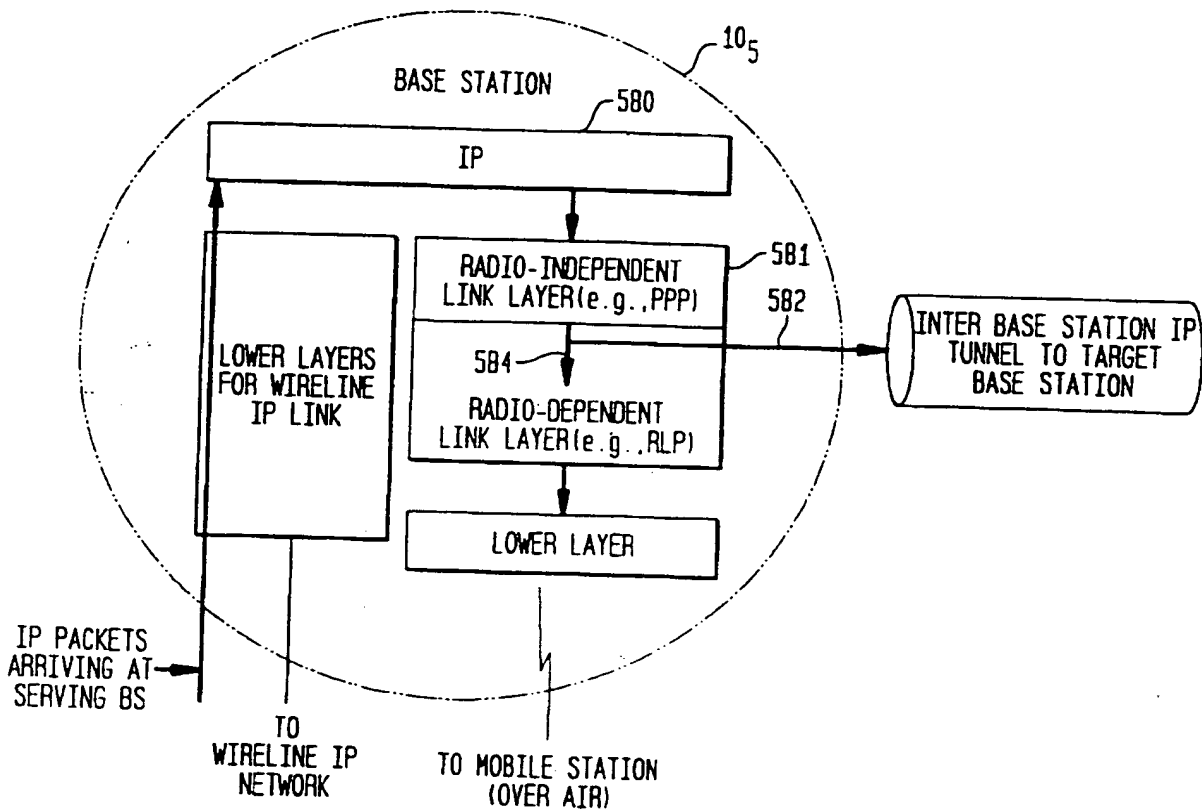 10 5
BASE STATION
580
IP
RADIO-INDEPENDENT
LINK LAYER(e.g.,PPP)
581
582
584
RADIO-DEPENDENT
LINK LAYER(e.g.,RLP)
LOWER LAYERS
FOR WIRELINE
IP LINK
INTER BASE STATION IP
TUNNEL TO TARGET
BASE STATION
LOWER LAYER
IP PACKETS
ARRIVING AT
SERVING BS
TO
WIRELINE IP
NETWORK
TO MOBILE STATION
(OVER AIR)